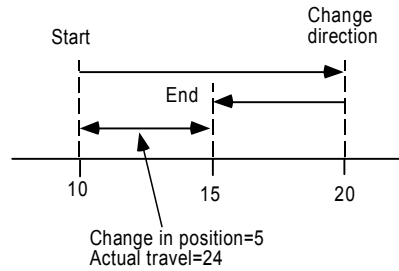 Change
direction
Start
End
10 15 20
Change in position=5
Actual travel=24